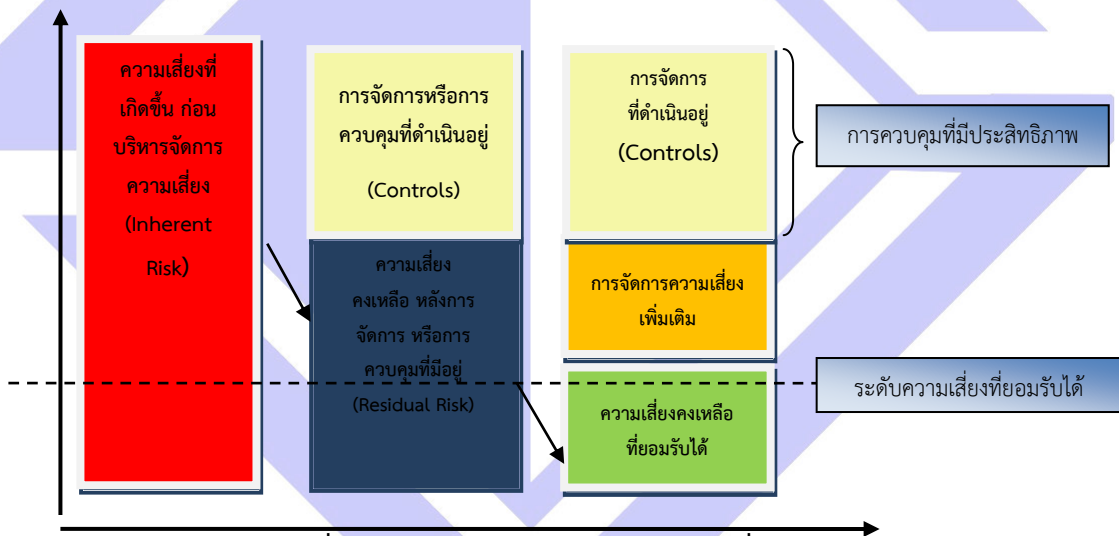 ความเสี่ยงที่
เกิดขึ้น ก่อน
บริหารจัดการ
ความเสี่ยง
(Inherent
Risk)
การจัดการหรือการ
ควบคุมที่ดำเนินอยู่
(Controls)
ความเสี่ยง
คงเหลือ หลังการ
จัดการ หรือการ
ควบคุมที่มีอยู่
(Residual Risk)
การจัดการ
ที่ดำเนินอยู่
(Controls)
การจัดการความเสี่ยง
เพิ่มเติม
ความเสี่ยงคงเหลือ
ที่ยอมรับได้
การควบคุมที่มีประสิทธิภาพ
ระดับความเสี่ยงที่ยอมรับได้